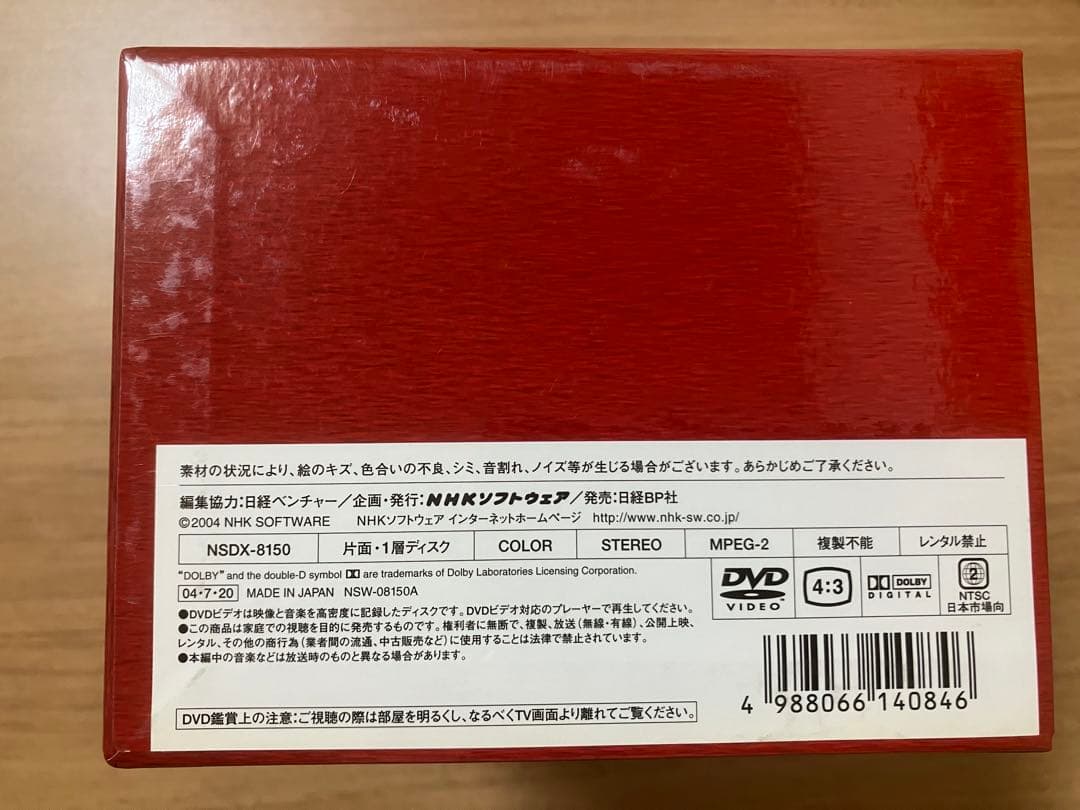 素材の状況により、絵のキズ、色合いの不良、シミ、音割れ、ノイズ等が生じる場合がございます。あらかじめご了承ください。
編集協力:日経ベンチャー/企画・発行:NHKソフトウェア/発売:日経BP社
©2004 NHK SOFTWARE NHKソフトウェア インターネットホームページ http://www.nhk-sw.co.jp/
NSDX-8150 片面・1層ディスク COLOR STEREO MPEG-2 複製不能 レンタル禁止
"DOLBY" and the double-D symbol are trademarks of Dolby Laboratories Licensing Corporation.
04・7・20 MADE IN JAPAN NSW-08150A
DVD VIDEO
4:3
DOLBY DIGITAL
2
NTSC
日本市場向
●DVDビデオは映像と音楽を高密度に記録したディスクです。DVDビデオ対応のプレーヤーで再生してください。
●この商品は家庭での視聴を目的に発売するものです。権利者に無断で、複製、放送(無線・有線)、公開上映、
レンタル、その他の商行為(業者間の流通、中古販売など)に使用することは法律で禁止されています。
●本編中の音楽などは放送時のものと異なる場合があります。
DVD鑑賞上の注意:ご視聴の際は部屋を明るくし、なるべくTV画面より離れてご覧ください。
4 988066 140846